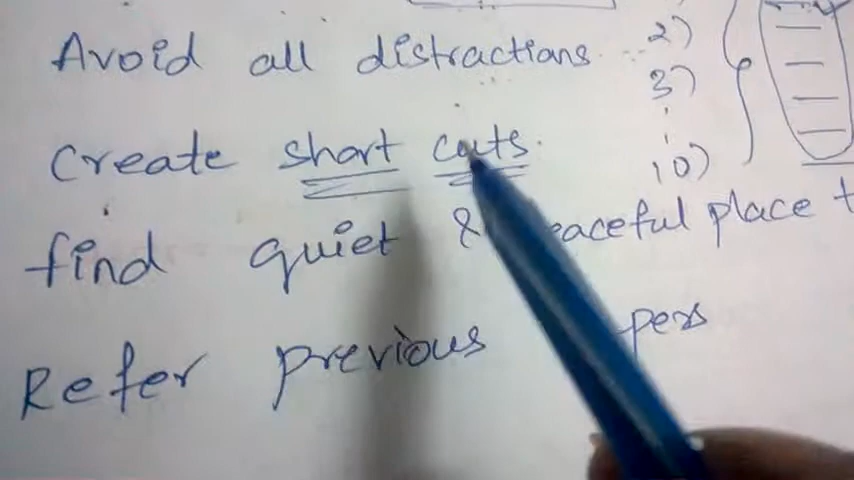 Avoid all distractions
2)
3)
Create short cuts.
10)
find quiet & place t
Refer previous